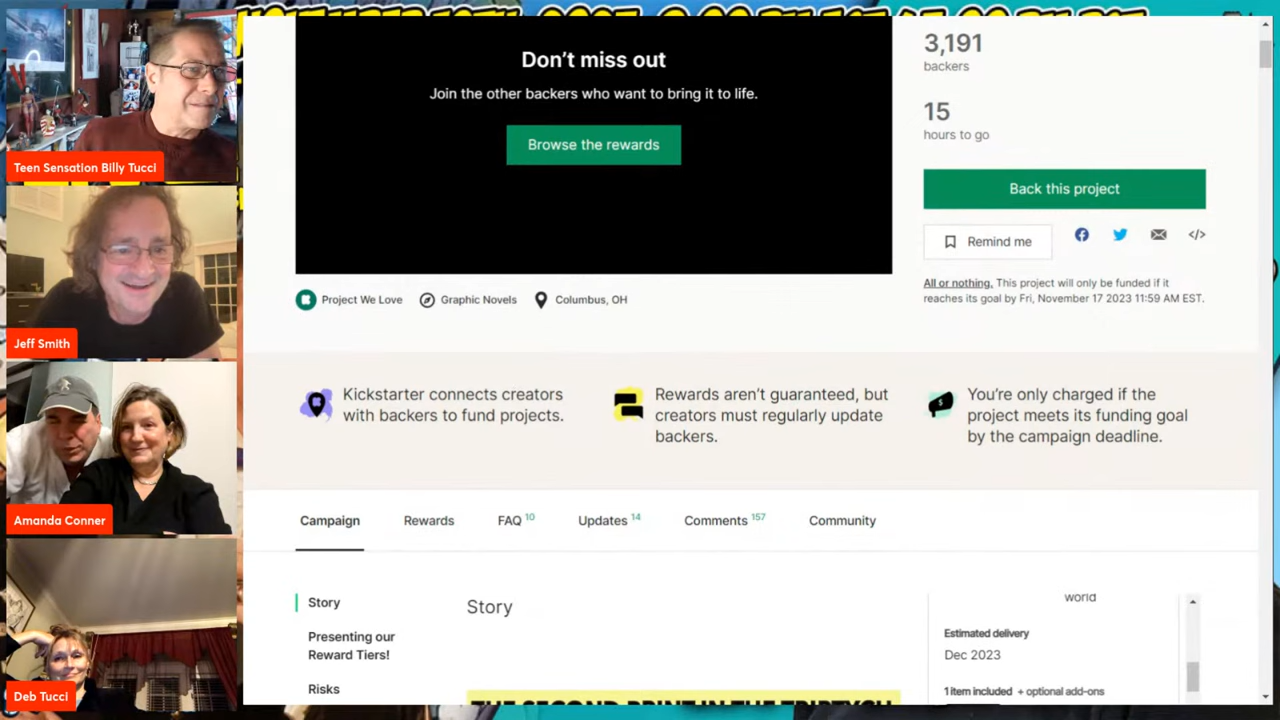 Teen Sensation Billy Tucci
Jeff Smith
Amanda Conner
Deb Tucci
Don't miss out
Join the other backers who want to bring it to life.
Browse the rewards
3,191
backers
15
hours to go
Back this project
Remind me
</>
All or nothing. This project will only be funded if it
reaches its goal by Fri, November 17 2023 11:59 AM EST.
Project We Love
Graphic Novels
Columbus, OH
Kickstarter connects creators
with backers to fund projects.
Rewards aren't guaranteed, but
creators must regularly update
backers.
You're only charged if the
project meets its funding goal
by the campaign deadline.
Campaign
Rewards
FAQ 10
Updates 14
Comments 157
Community
Story
Presenting our
Reward Tiers!
Risks
Story
world
Estimated delivery
Dec 2023
1 item included + optional add-ons